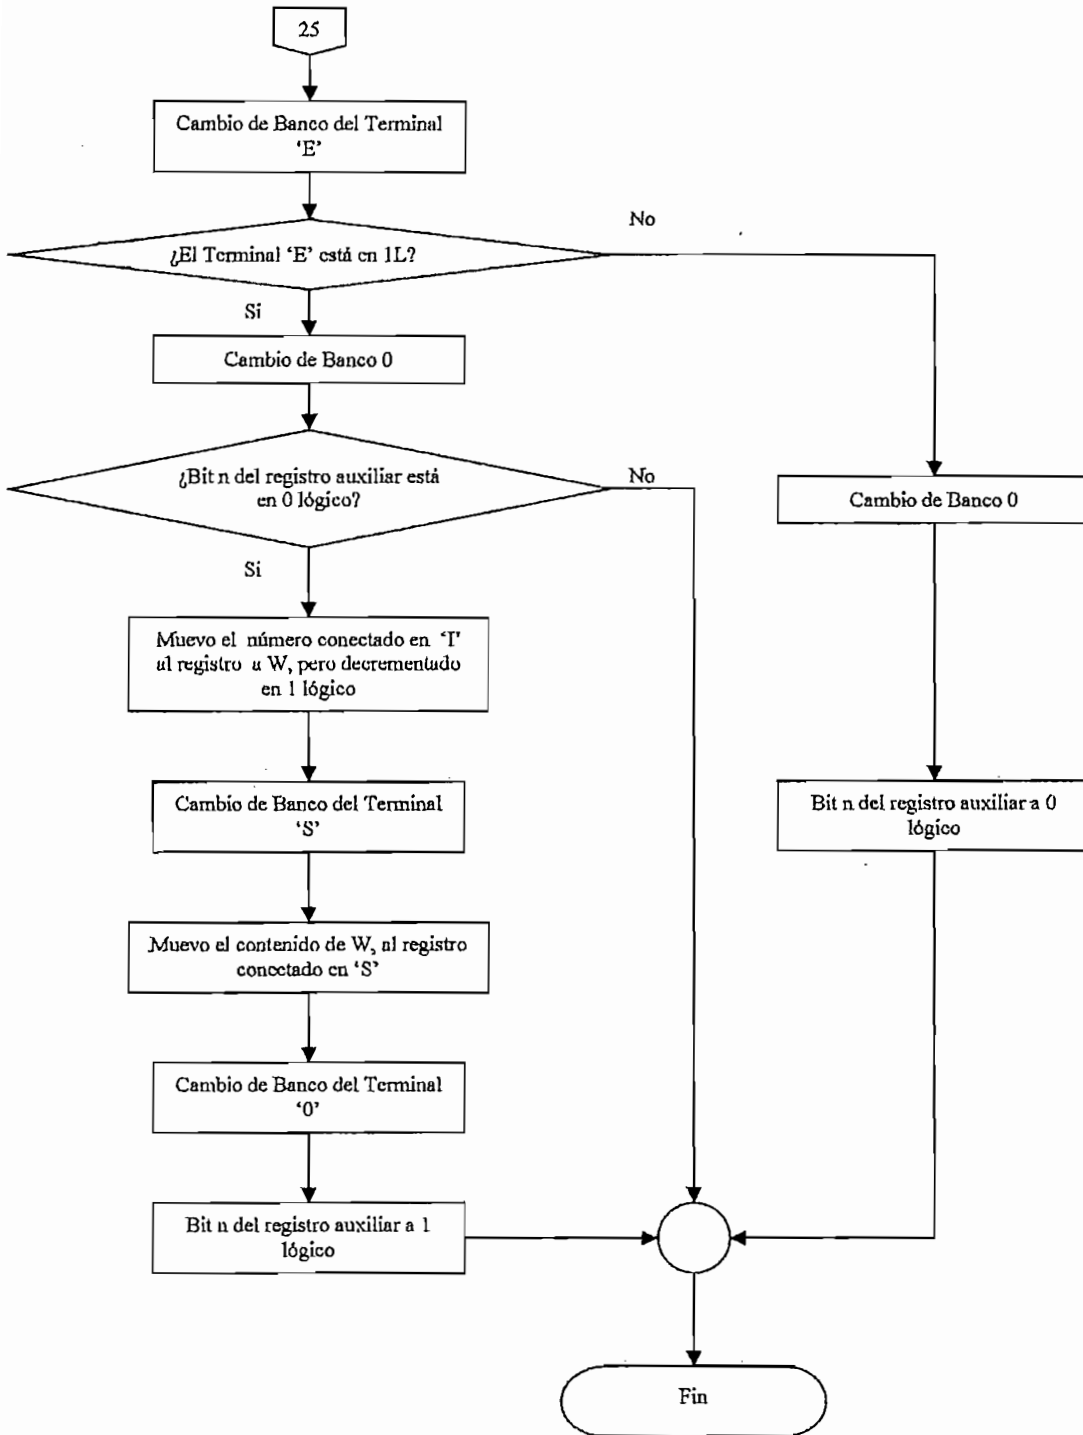 25
Cambio de Banco del Terminal
‘E’
No
¿El Terminal ‘E’ está en 1L?
Si
Cambio de Banco 0
¿Bit n del registro auxiliar está
en 0 lógico?
No
Cambio de Banco 0
Si
Muevo el número conectado en ‘I’
al registro a W, pero decrementado
en 1 lógico
Cambio de Banco del Terminal
‘S’
Bit n del registro auxiliar a 0
lógico
Muevo el contenido de W, al registro
conectado en ‘S’
Cambio de Banco del Terminal
‘0’
Bit n del registro auxiliar a 1
lógico
Fin